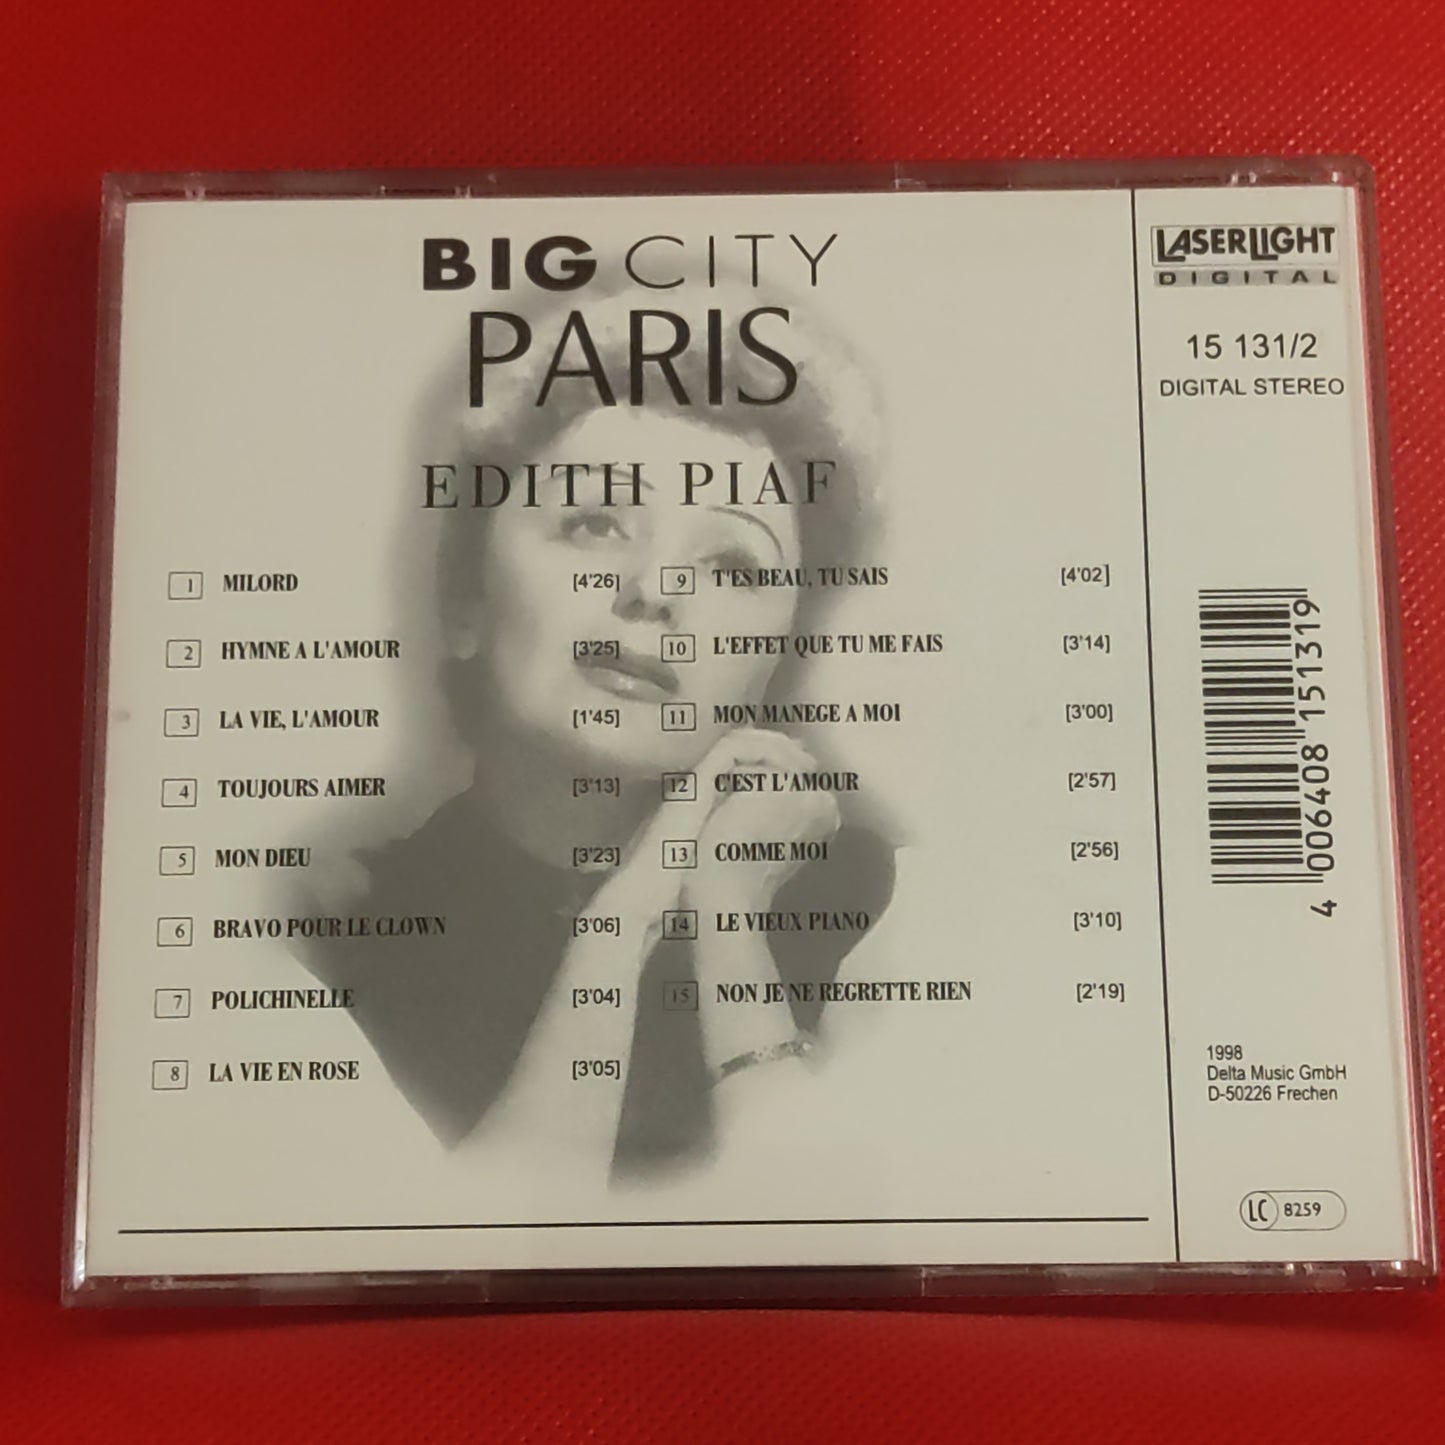 BIG CITY
PARIS
EDITH PIAF
1 MILORD [4'26]
2 HYMNE A L'AMOUR [3'25]
3 LA VIE, L'AMOUR [1'45]
4 TOUJOURS AIMER [3'13]
5 MON DIEU [3'23]
6 BRAVO POUR LE CLOWN [3'06]
7 POLICHINELLE [3'04]
8 LA VIE EN ROSE [3'05]
9 T'ES BEAU, TU SAIS [4'02]
10 L'EFFET QUE TU ME FAIS [3'14]
11 MON MANEGE A MOI [3'00]
12 C'EST L'AMOUR [2'57]
13 COMME MOI [2'56]
14 LE VIEUX PIANO [3'10]
15 NON JE NE REGRETTE RIEN [2'19]
LASERLIGHT
DIGITAL
15 131/2
DIGITAL STEREO
4 006408 151319
1998
Delta Music GmbH
D-50226 Frechen
LC 8259